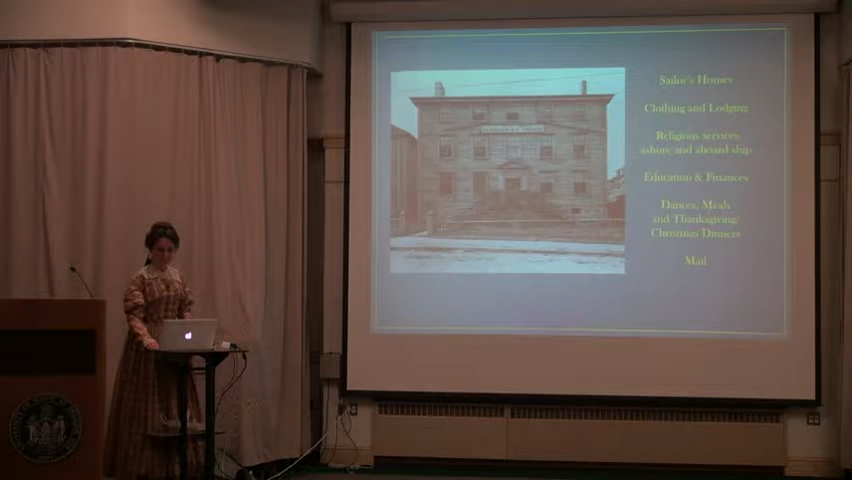 Sailor's Houses
Clothing and Lodging
Religious services
ashore and aboard ship
Education & Finances
Dances, Meals
and Thanksgiving/
Christmas Dinners
Mail